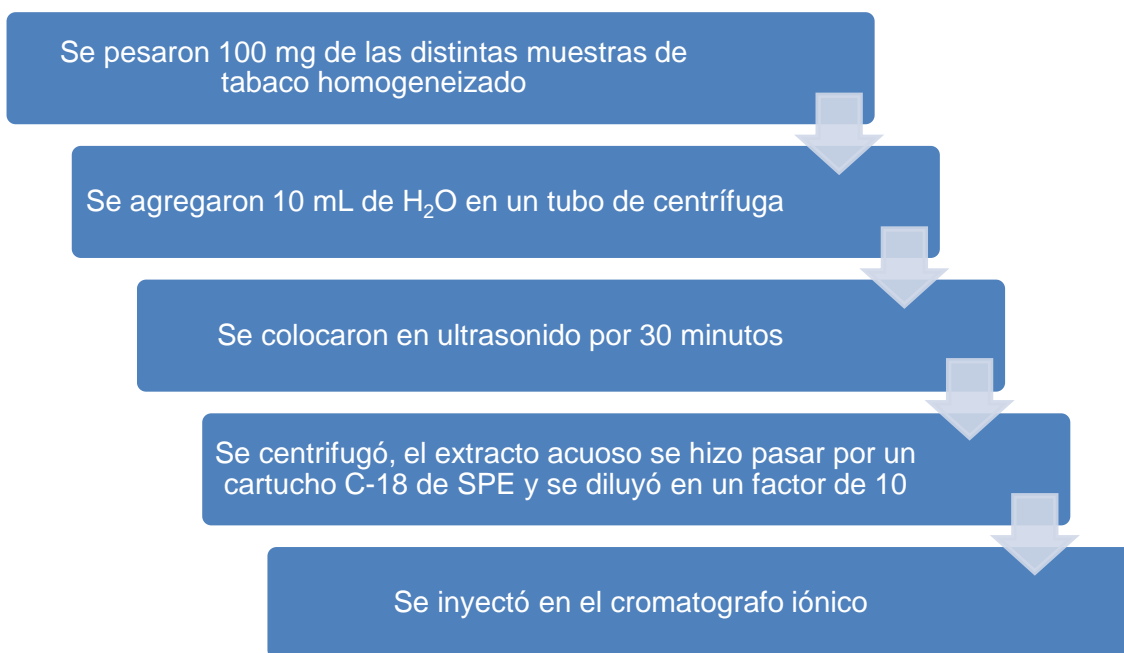 Se pesaron 100 mg de las distintas muestras de
tabaco homogeneizado
Se agregaron 10 mL de H₂O en un tubo de centrífuga
Se colocaron en ultrasonido por 30 minutos
Se centrifugó, el extracto acuoso se hizo pasar por un
cartucho C-18 de SPE y se diluyó en un factor de 10
Se inyectó en el cromatografo iónico